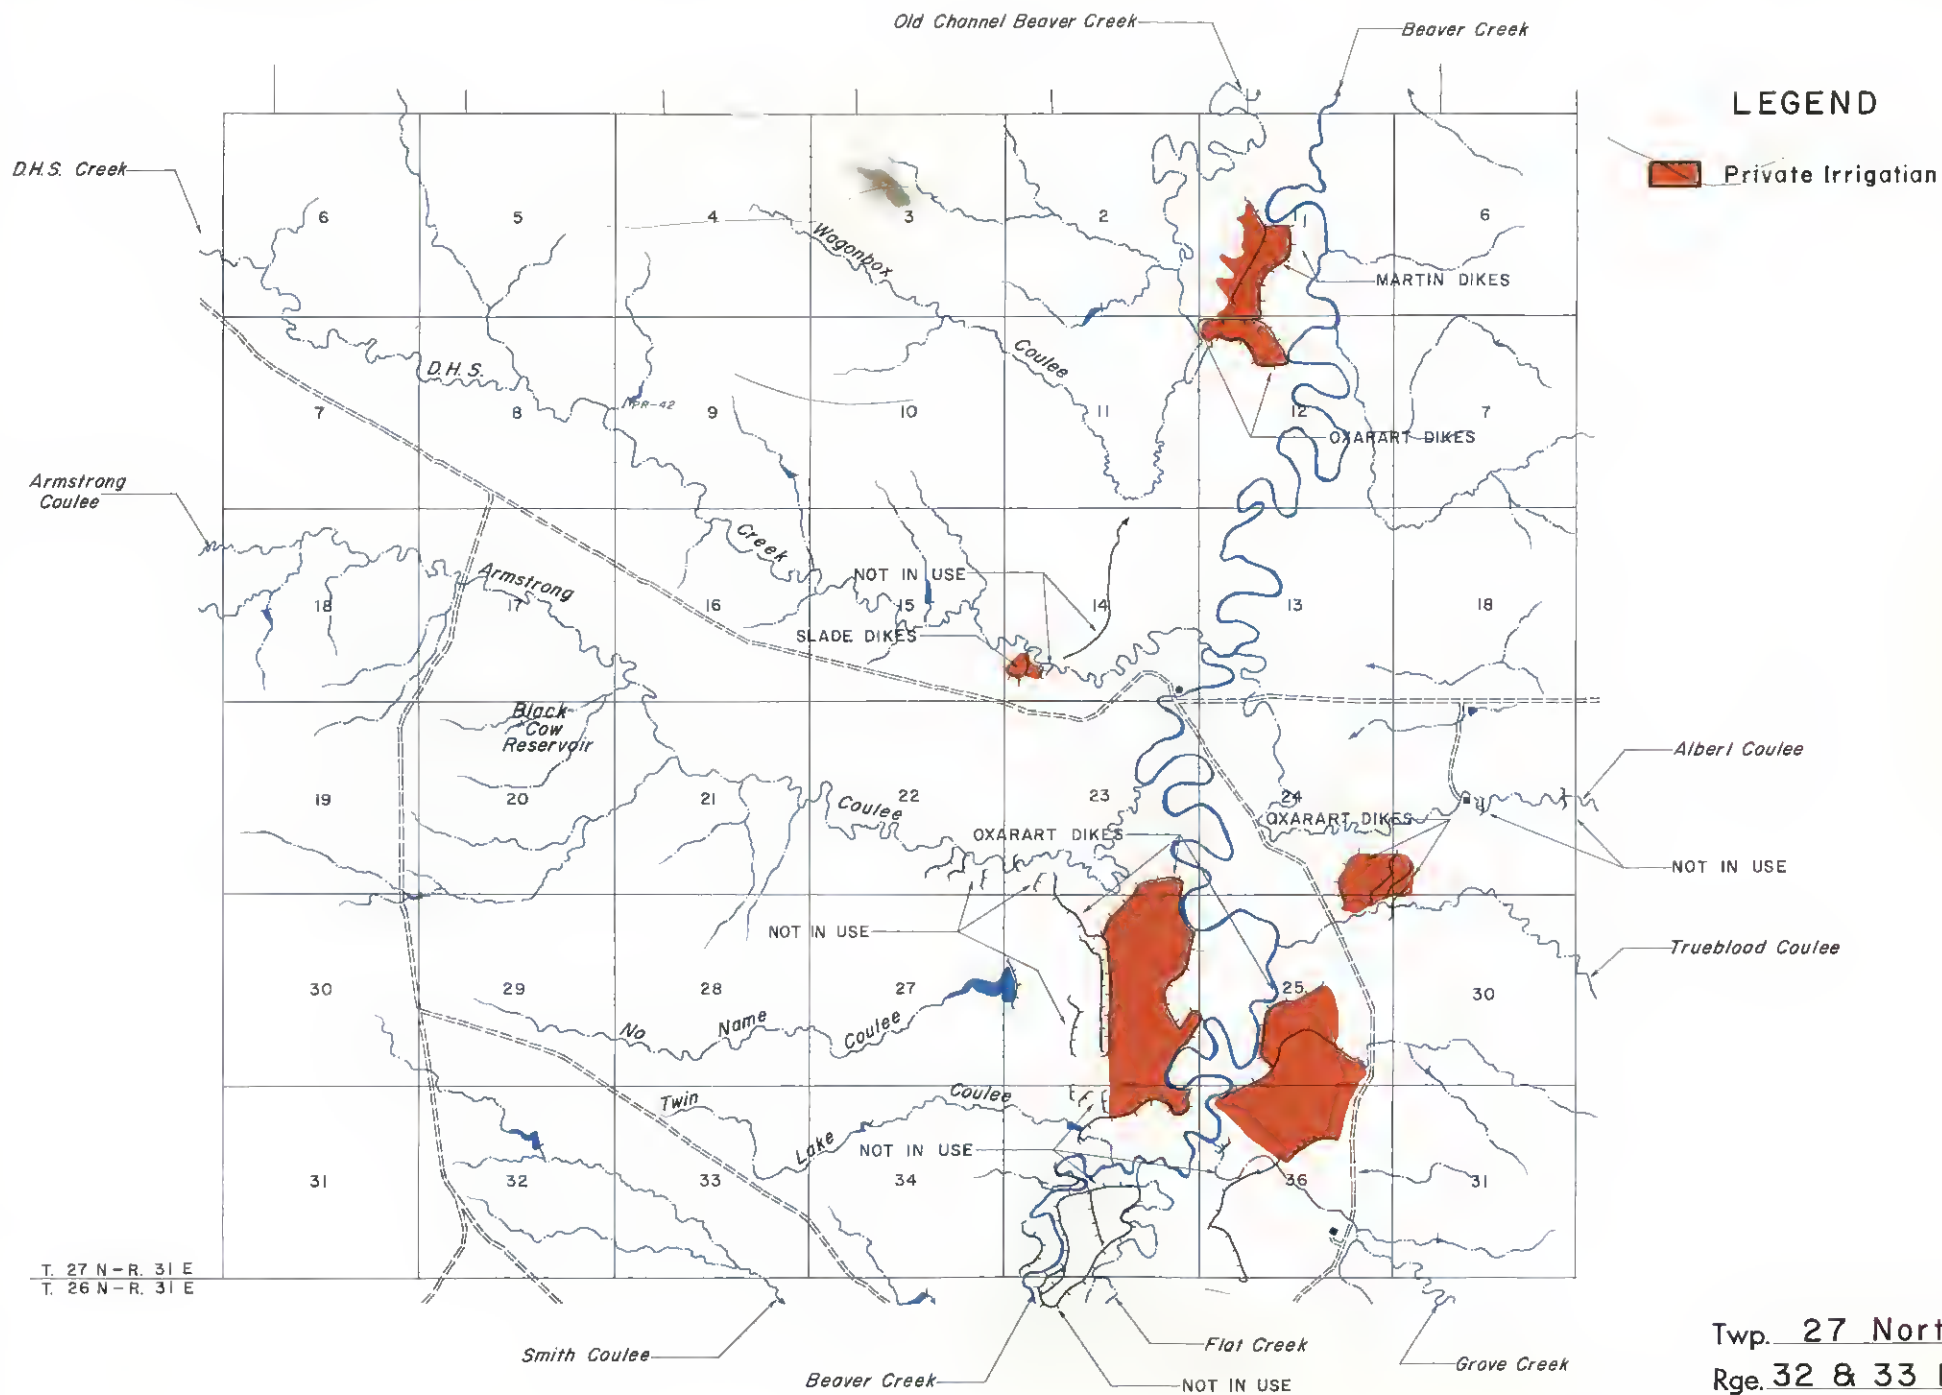 Old Channel Beaver Creek
Beaver Creek
LEGEND
Private Irrigation
D.H.S. Creek
6
5
4
3
2
1
6
Wagonbox
MARTIN DIKES
Coulee
D.H.S.
PR-42
7
8
9
10
11
12
7
OXARART DIKES
Armstrong
Coulee
Creek
Armstrong
NOT IN USE
18
17
16
15
14
13
18
SLADE DIKES
Black
Cow
Reservoir
Albert Coulee
19
20
21
22
23
24
Coulee
OXARART DIKES
OXARART DIKES
NOT IN USE
NOT IN USE
Trueblood Coulee
30
29
28
27
25
30
No
Name
Coulee
Twin
Coulee
Lake
NOT IN USE
31
32
33
34
36
31
T. 27 N-R. 31 E
T. 26 N-R. 31 E
Smith Coulee
Beaver Creek
Flat Creek
NOT IN USE
Grove Creek
Twp. 27 Nort
Rge. 32 & 33